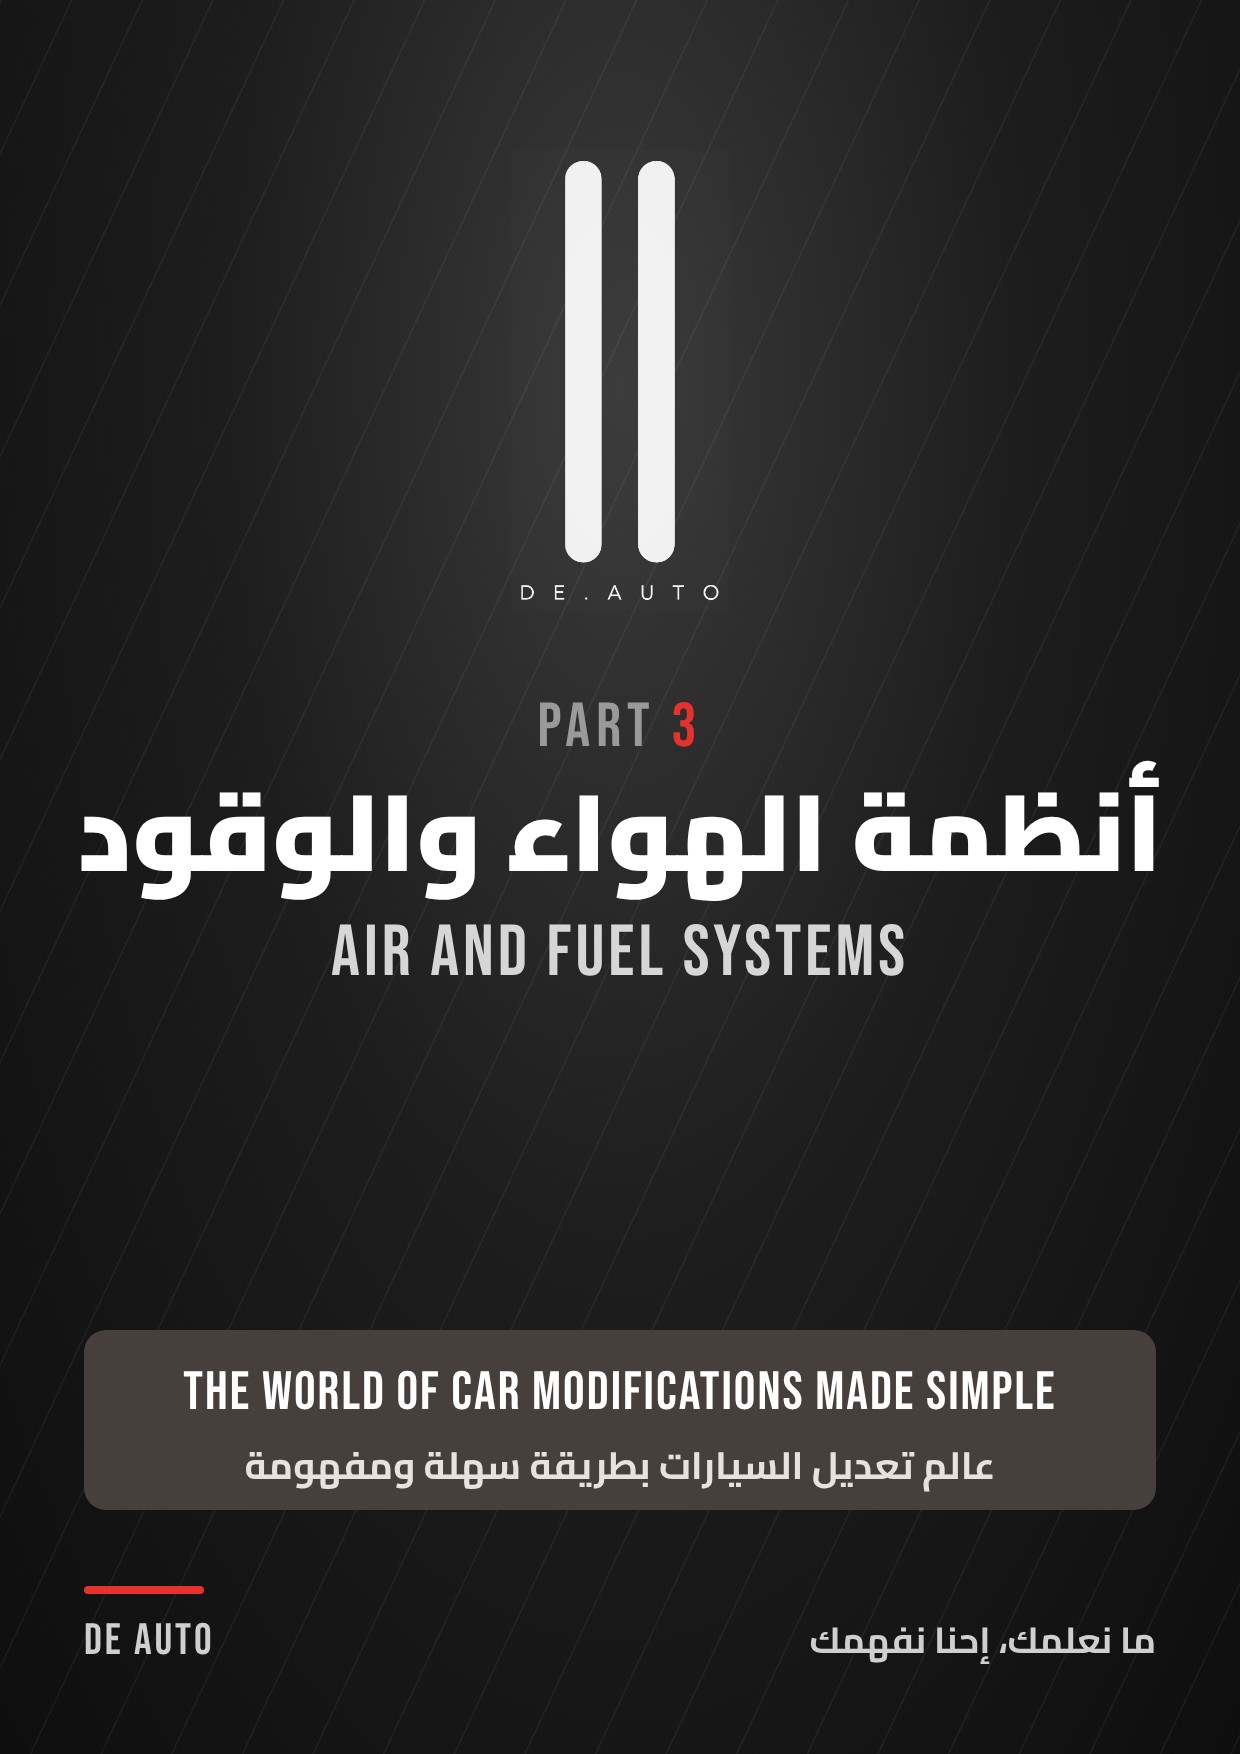 DE.AUTO
PART 3
أنظمة الهواء والوقود
AIR AND FUEL SYSTEMS
THE WORLD OF CAR MODIFICATIONS MADE SIMPLE
عالم تعديل السيارات بطريقة سهلة ومفهومة
DE AUTO
ما نعلمك، إحنا نفهمك